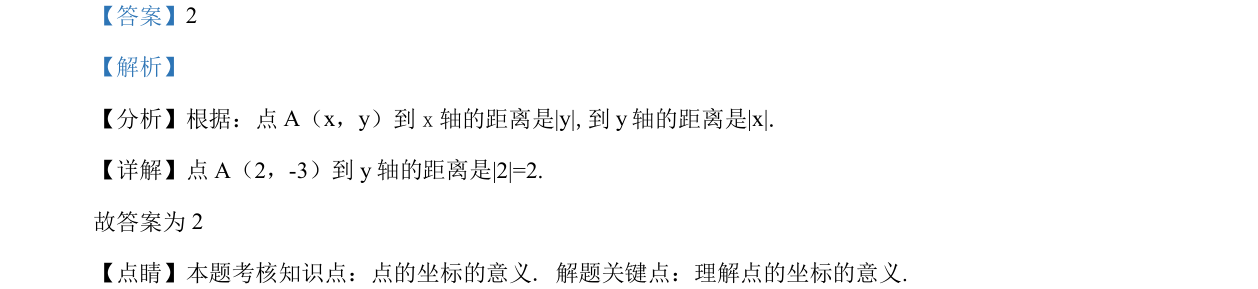 【答案】2
【解析】
【分析】根据：点 A（x，y）到 x 轴的距离是|y|, 到 y 轴的距离是|x|.
【详解】点 A（2，-3）到 y 轴的距离是|2|=2.
故答案为 2
【点睛】本题考核知识点：点的坐标的意义. 解题关键点：理解点的坐标的意义.